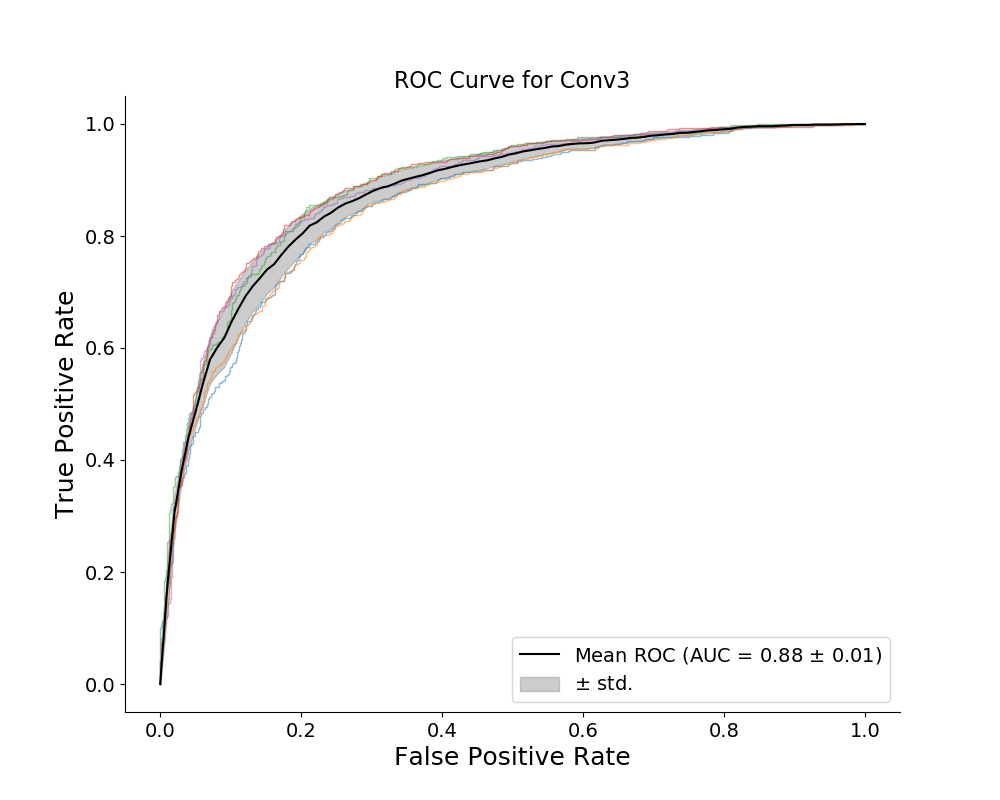 ROC Curve for Conv3
True Positive Rate
1.0
0.8
0.6
0.4
0.2
0.0
Mean ROC (AUC = 0.88 ± 0.01)
± std.
0.0 0.2 0.4 0.6 0.8 1.0
False Positive Rate